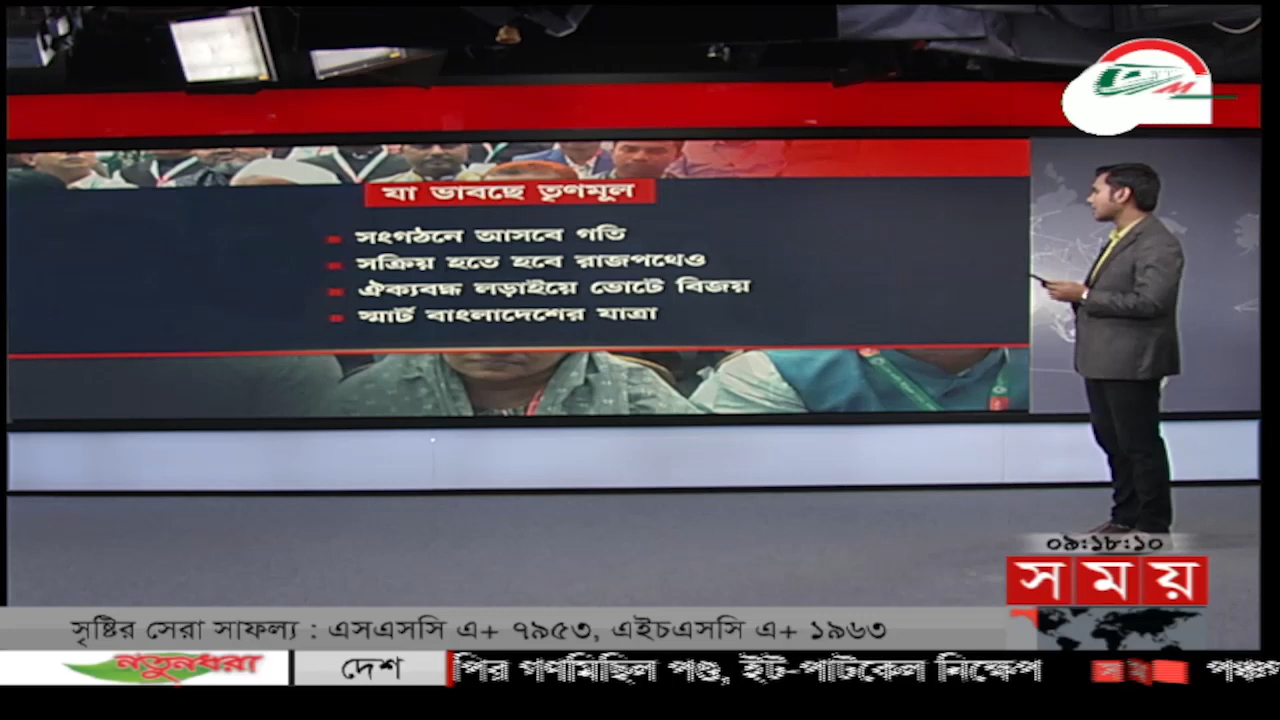 যা ভাবছে তৃণমূল
সংগঠনে আসবে গতি
সক্রিয় হতে হবে রাজপথেও
ঐক্যবদ্ধ লড়াইয়ে ভোটে বিজয়
স্মার্ট বাংলাদেশের যাত্রা
০৯:১৮:১০
সময়
সৃষ্টির সেরা সাফল্য : এসএসসি এ+ ৭৯৫৩, এইচএসসি এ+ ১৯৬৩
নতুনধরা দেশ পির গণমিছিল পণ্ড, ইট-পাটকেল নিক্ষেপ